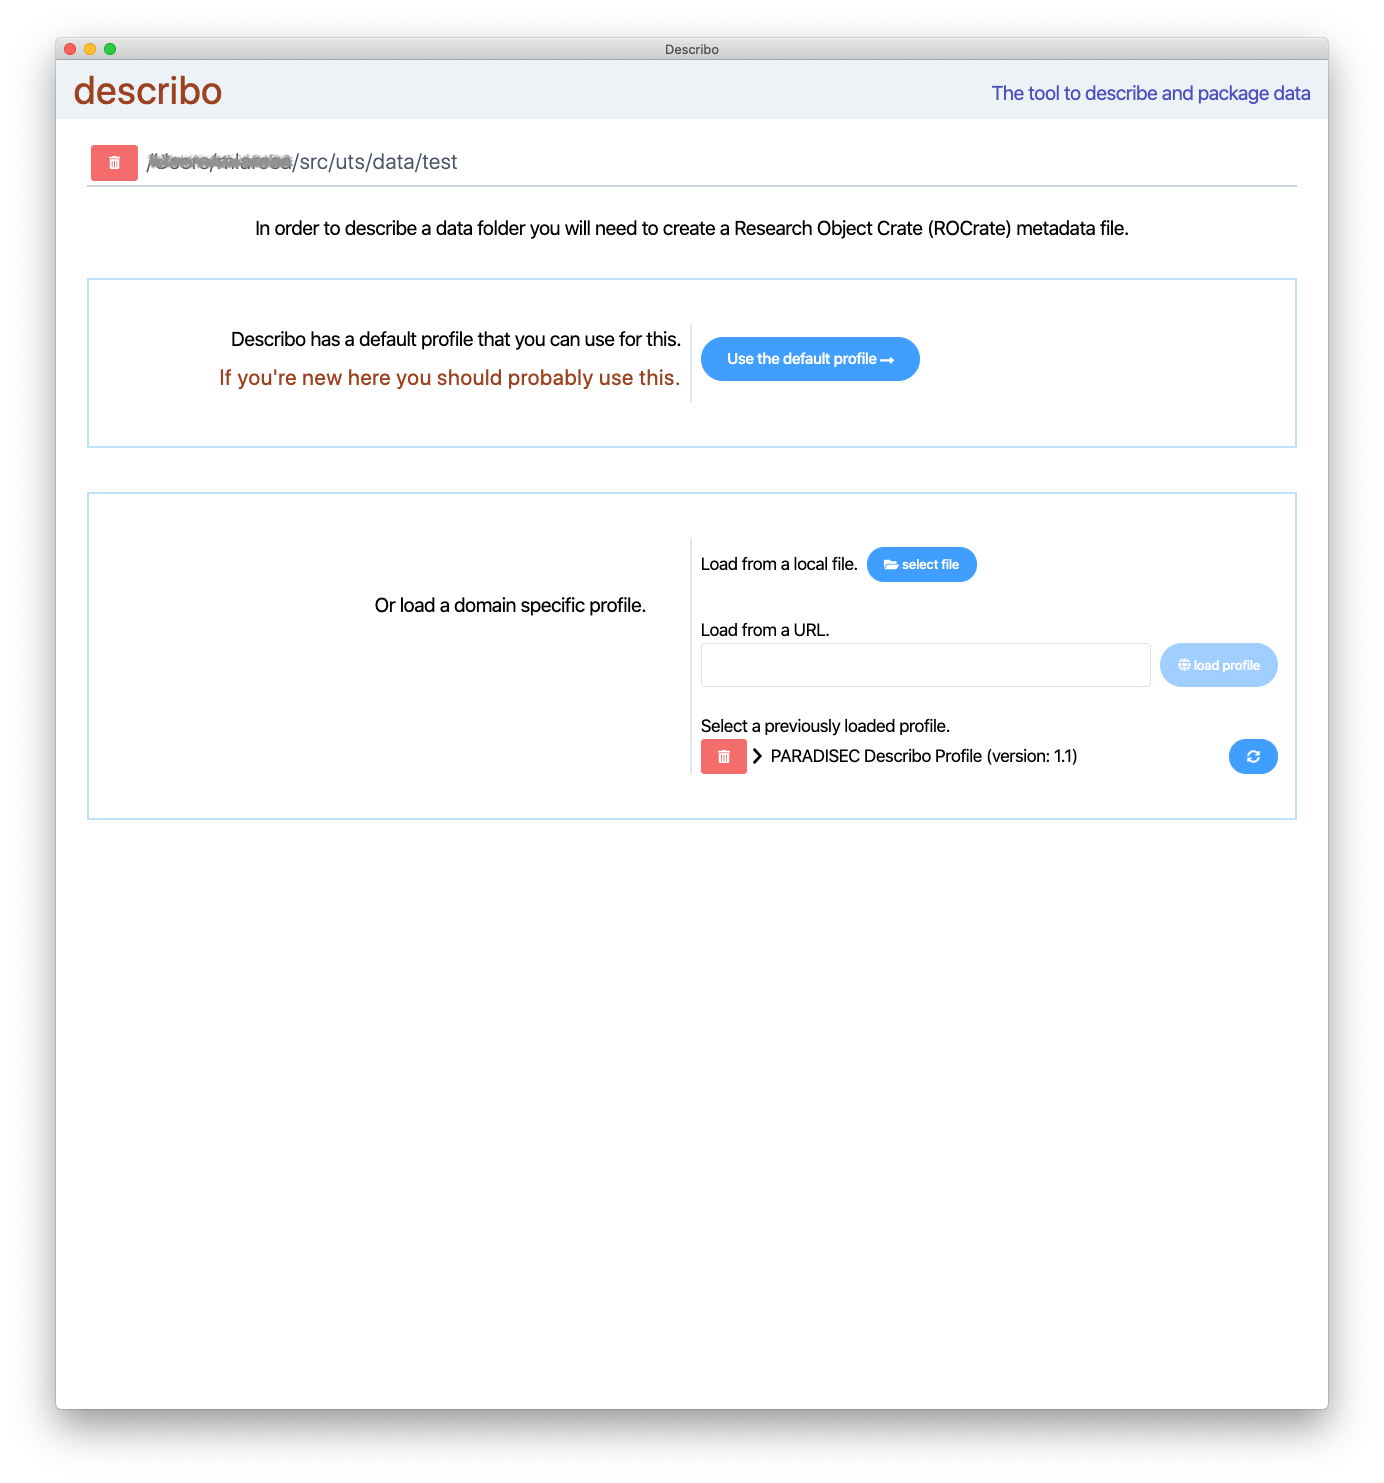 Describo
describo
The tool to describe and package data
/src/uts/data/test
In order to describe a data folder you will need to create a Research Object Crate (ROCrate) metadata file.
Describo has a default profile that you can use for this.
If you're new here you should probably use this.
Use the default profile →
Or load a domain specific profile.
Load from a local file.
select file
Load from a URL.
load profile
Select a previously loaded profile.
PARADISEC Describo Profile (version: 1.1)